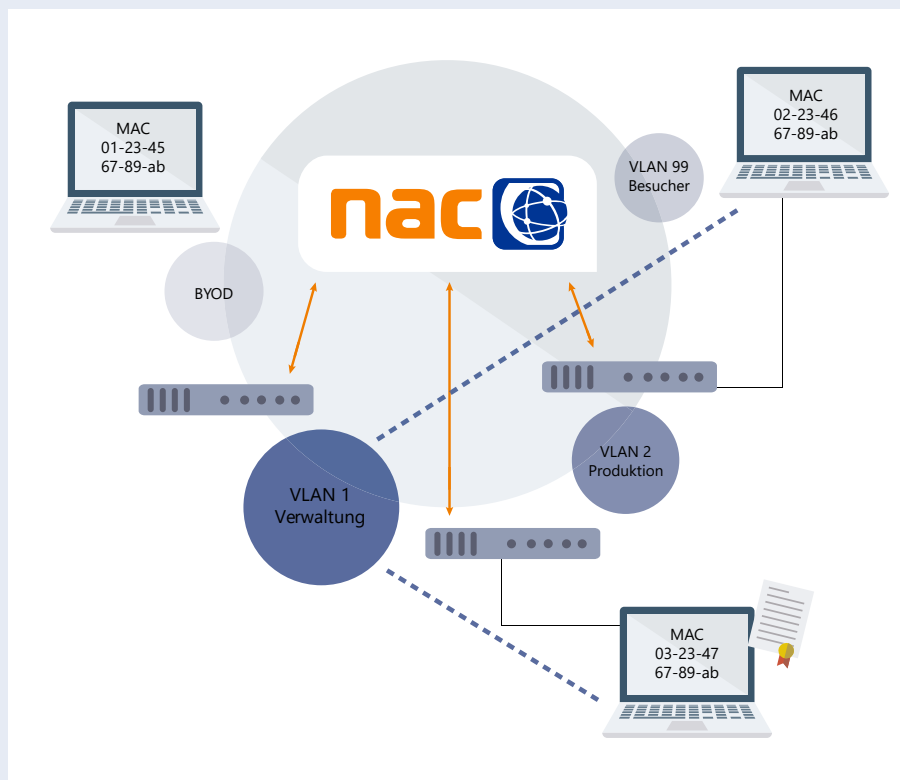 MAC
01-23-45
67-89-ab
MAC
02-23-46
67-89-ab
VLAN 99
Besucher
nac
BYOD
VLAN 2
Produktion
VLAN 1
Verwaltung
MAC
03-23-47
67-89-ab